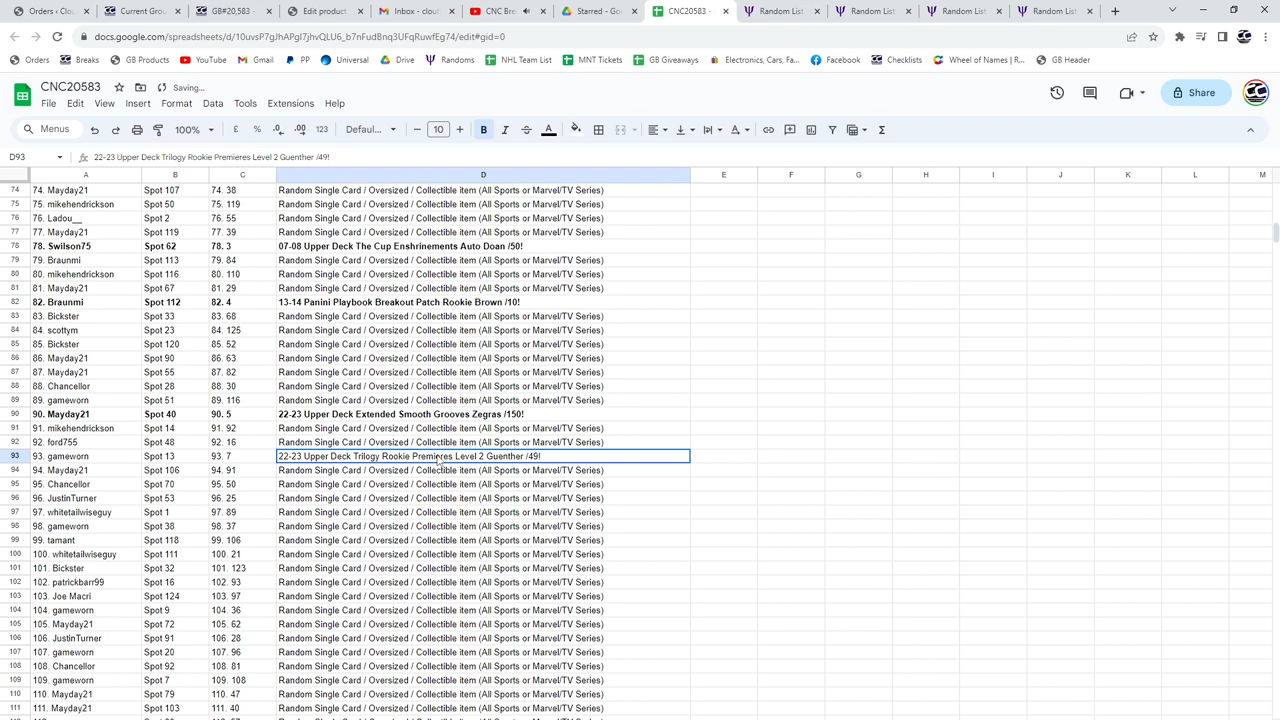 Orders < Clou
Current Group
GB#20,583 -
Edit product
Inbox - clout
CNC Bre
Starred - Goo
CNC20583 -
Random List
Random List
Random List
Random List
docs.google.com/spreadsheets/d/10uvsP7gJhAPgI7jhvQLU6_b7nFudBnq3UFqRuwfEg74/edit#gid=0
Orders
Breaks
GB Products
YouTube
Gmail
PP
Universal
Drive
Randoms
NHL Team List
MNT Tickets
GB Giveaways
Electronics, Cars, Fa...
Facebook
Checklists
Wheel of Names | R...
GB Header
CNC20583
Saving...
File Edit View Insert Format Data Tools Extensions Help
Share
Menus 100% £ % .0 .00 123 Defaul... − 10 + B I A Σ
D93 fx 22-23 Upper Deck Trilogy Rookie Premieres Level 2 Guenther /49!
A B C D E F G H I J K L M
74 74. Mayday21 Spot 107 74. 38 Random Single Card / Oversized / Collectible item (All Sports or Marvel/TV Series)
75 75. mikehendrickson Spot 50 75. 119 Random Single Card / Oversized / Collectible item (All Sports or Marvel/TV Series)
76 76. Ladou__ Spot 2 76. 55 Random Single Card / Oversized / Collectible item (All Sports or Marvel/TV Series)
77 77. Mayday21 Spot 119 77. 39 Random Single Card / Oversized / Collectible item (All Sports or Marvel/TV Series)
78 78. Swilson75 Spot 62 78. 3 07-08 Upper Deck The Cup Enshrinements Auto Doan /50!
79 79. Braunmi Spot 113 79. 84 Random Single Card / Oversized / Collectible item (All Sports or Marvel/TV Series)
80 80. mikehendrickson Spot 116 80. 110 Random Single Card / Oversized / Collectible item (All Sports or Marvel/TV Series)
81 81. Mayday21 Spot 67 81. 29 Random Single Card / Oversized / Collectible item (All Sports or Marvel/TV Series)
82 82. Braunmi Spot 112 82. 4 13-14 Panini Playbook Breakout Patch Rookie Brown /10!
83 83. Bickster Spot 33 83. 68 Random Single Card / Oversized / Collectible item (All Sports or Marvel/TV Series)
84 84. scottym Spot 23 84. 125 Random Single Card / Oversized / Collectible item (All Sports or Marvel/TV Series)
85 85. Bickster Spot 120 85. 52 Random Single Card / Oversized / Collectible item (All Sports or Marvel/TV Series)
86 86. Mayday21 Spot 90 86. 63 Random Single Card / Oversized / Collectible item (All Sports or Marvel/TV Series)
87 87. Mayday21 Spot 55 87. 82 Random Single Card / Oversized / Collectible item (All Sports or Marvel/TV Series)
88 88. Chancellor Spot 28 88. 30 Random Single Card / Oversized / Collectible item (All Sports or Marvel/TV Series)
89 89. gameworn Spot 51 89. 116 Random Single Card / Oversized / Collectible item (All Sports or Marvel/TV Series)
90 90. Mayday21 Spot 40 90. 5 22-23 Upper Deck Extended Smooth Grooves Zegras /150!
91 91. mikehendrickson Spot 14 91. 92 Random Single Card / Oversized / Collectible item (All Sports or Marvel/TV Series)
92 92. ford755 Spot 48 92. 16 Random Single Card / Oversized / Collectible item (All Sports or Marvel/TV Series)
93 93. gameworn Spot 13 93. 7 22-23 Upper Deck Trilogy Rookie Premieres Level 2 Guenther /49!
94 94. Mayday21 Spot 106 94. 91 Random Single Card / Oversized / Collectible item (All Sports or Marvel/TV Series)
95 95. Chancellor Spot 70 95. 50 Random Single Card / Oversized / Collectible item (All Sports or Marvel/TV Series)
96 96. JustinTurner Spot 53 96. 25 Random Single Card / Oversized / Collectible item (All Sports or Marvel/TV Series)
97 97. whitetailwiseguy Spot 1 97. 89 Random Single Card / Oversized / Collectible item (All Sports or Marvel/TV Series)
98 98. gameworn Spot 38 98. 37 Random Single Card / Oversized / Collectible item (All Sports or Marvel/TV Series)
99 99. tamant Spot 118 99. 106 Random Single Card / Oversized / Collectible item (All Sports or Marvel/TV Series)
100 100. whitetailwiseguy Spot 111 100. 21 Random Single Card / Oversized / Collectible item (All Sports or Marvel/TV Series)
101 101. Bickster Spot 32 101. 123 Random Single Card / Oversized / Collectible item (All Sports or Marvel/TV Series)
102 102. patrickbarr99 Spot 16 102. 93 Random Single Card / Oversized / Collectible item (All Sports or Marvel/TV Series)
103 103. Joe Macri Spot 124 103. 97 Random Single Card / Oversized / Collectible item (All Sports or Marvel/TV Series)
104 104. gameworn Spot 9 104. 36 Random Single Card / Oversized / Collectible item (All Sports or Marvel/TV Series)
105 105. Mayday21 Spot 72 105. 62 Random Single Card / Oversized / Collectible item (All Sports or Marvel/TV Series)
106 106. JustinTurner Spot 91 106. 28 Random Single Card / Oversized / Collectible item (All Sports or Marvel/TV Series)
107 107. gameworn Spot 20 107. 96 Random Single Card / Oversized / Collectible item (All Sports or Marvel/TV Series)
108 108. Chancellor Spot 92 108. 81 Random Single Card / Oversized / Collectible item (All Sports or Marvel/TV Series)
109 109. gameworn Spot 7 109. 108 Random Single Card / Oversized / Collectible item (All Sports or Marvel/TV Series)
110 110. Mayday21 Spot 79 110. 47 Random Single Card / Oversized / Collectible item (All Sports or Marvel/TV Series)
111 111. Mayday21 Spot 103 111. 40 Random Single Card / Oversized / Collectible item (All Sports or Marvel/TV Series)